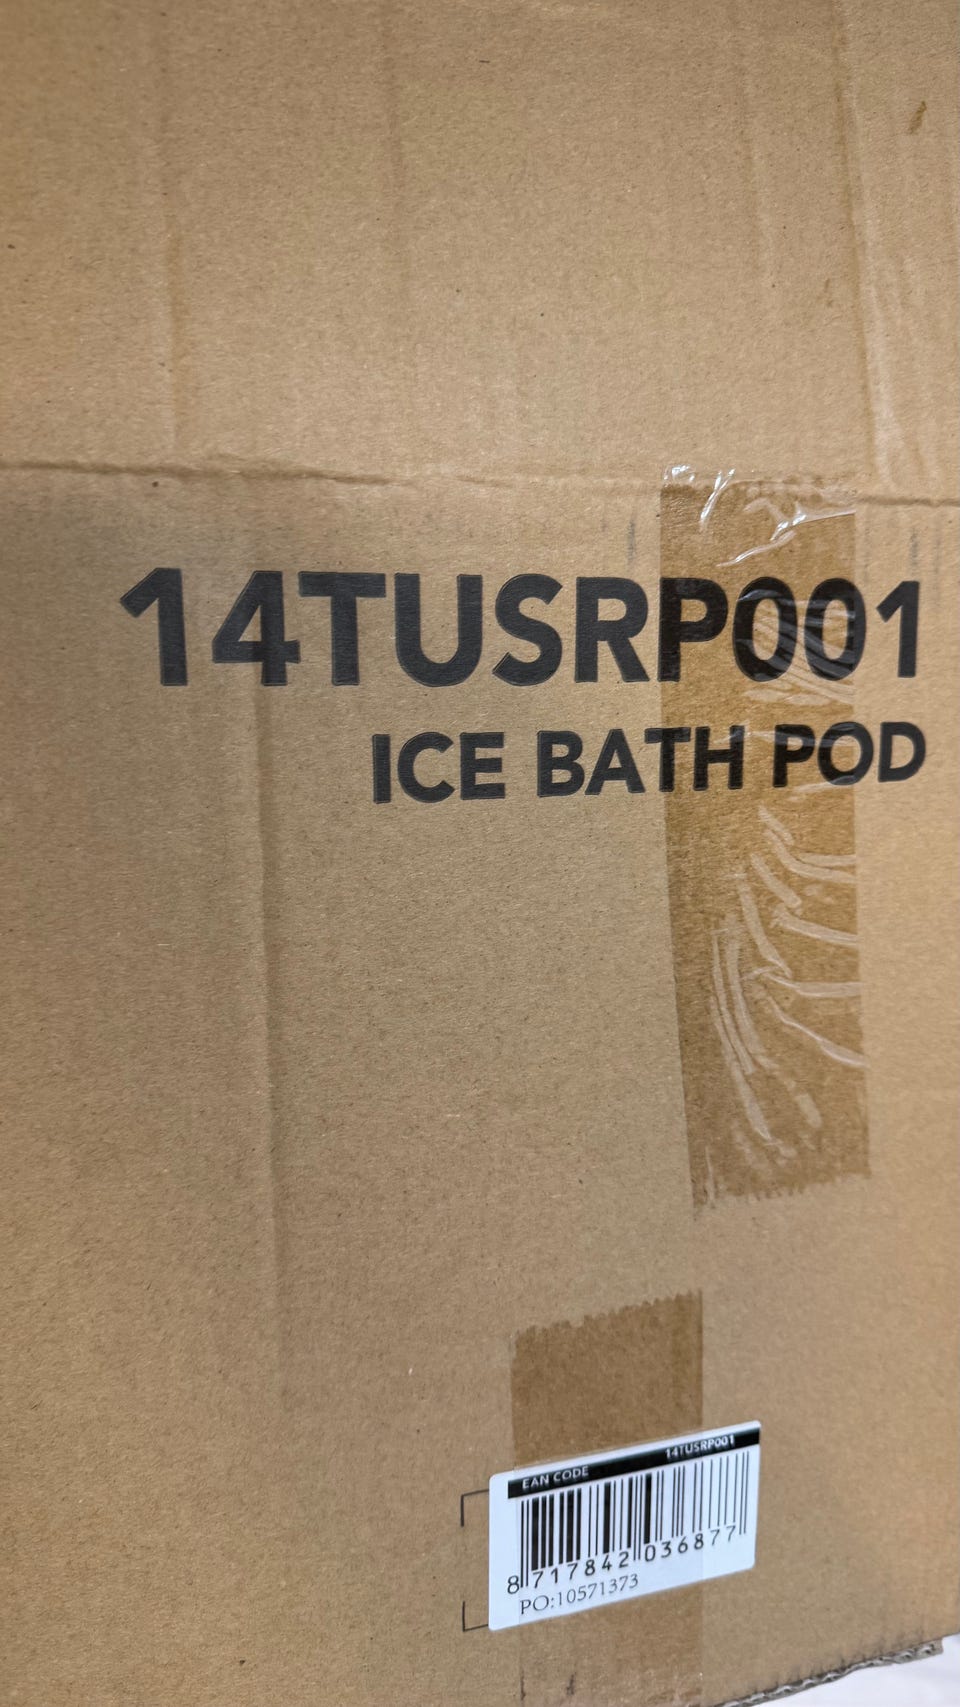 14TUSRP001
ICE BATH POD
EAN CODE 14TUSRP001
8 717842 036877
PO:10571373